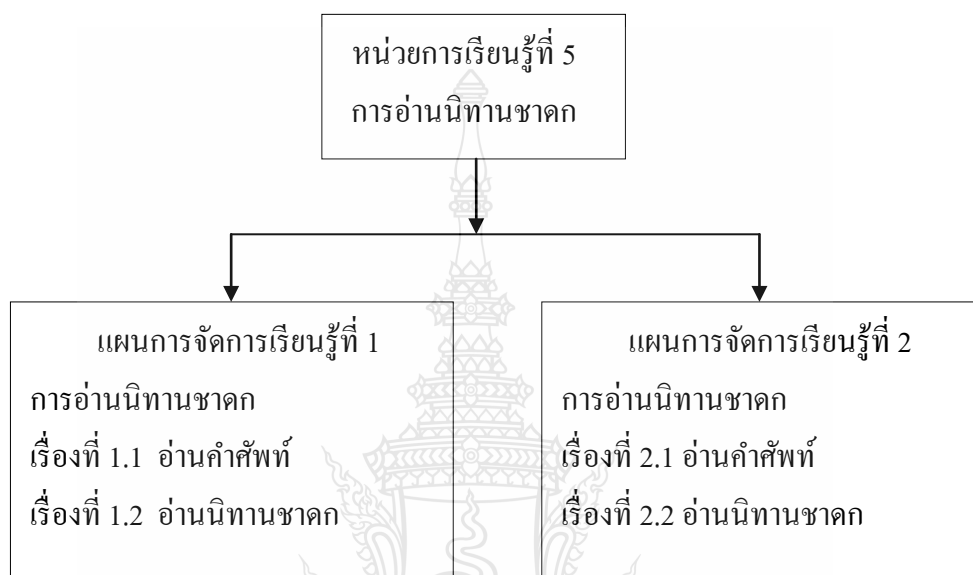 หน่วยการเรียนรู้ที่ 5
การอ่านนิทานชาดก
แผนการจัดการเรียนรู้ที่ 1
การอ่านนิทานชาดก
เรื่องที่ 1.1 อ่านคำศัพท์
เรื่องที่ 1.2 อ่านนิทานชาดก
แผนการจัดการเรียนรู้ที่ 2
การอ่านนิทานชาดก
เรื่องที่ 2.1 อ่านคำศัพท์
เรื่องที่ 2.2 อ่านนิทานชาดก